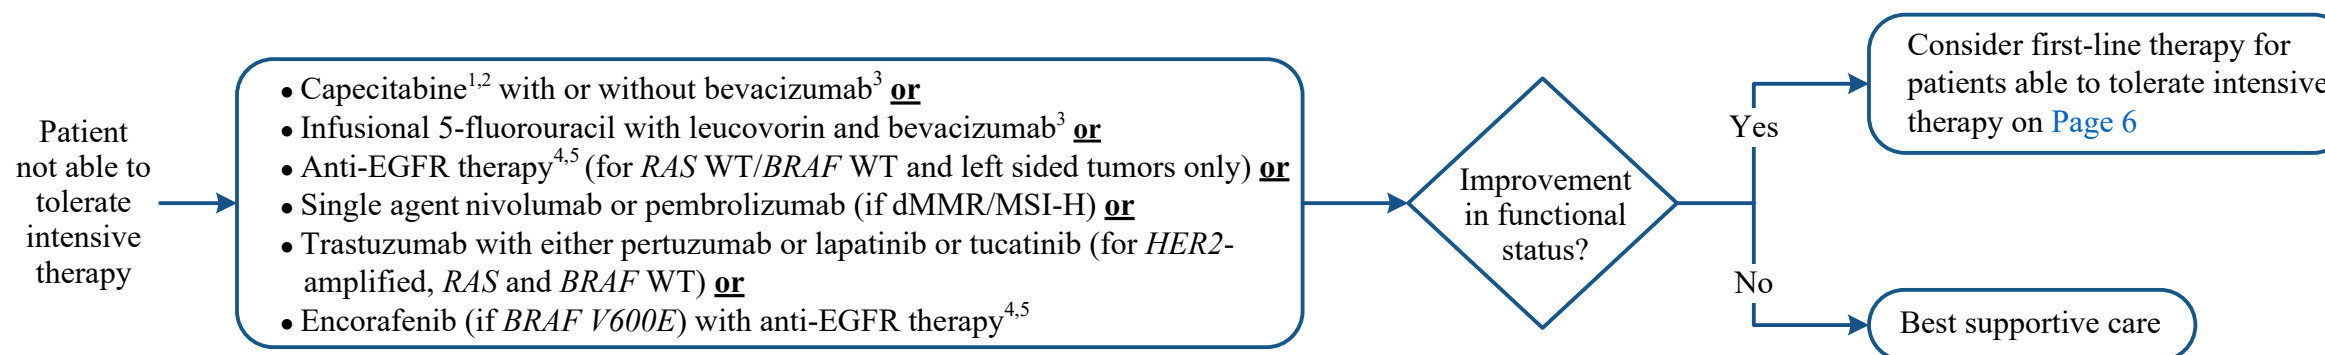 Patient
not able to
tolerate
intensive
therapy
• Capecitabine1,2 with or without bevacizumab3 or
• Infusional 5-fluorouracil with leucovorin and bevacizumab3 or
• Anti-EGFR therapy4,5 (for RAS WT/BRAF WT and left sided tumors only) or
• Single agent nivolumab or pembrolizumab (if dMMR/MSI-H) or
• Trastuzumab with either pertuzumab or lapatinib or tucatinib (for HER2-
amplified, RAS and BRAF WT) or
• Encorafenib (if BRAF V600E) with anti-EGFR therapy4,5
Improvement
in functional
status?
Yes
Consider first-line therapy for
patients able to tolerate intensive
therapy on Page 6
No
Best supportive care